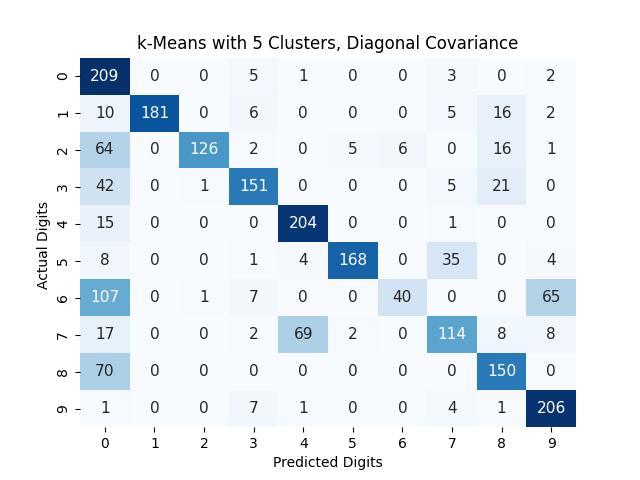 k-Means with 5 Clusters, Diagonal Covariance
0 209 0 0 5 1 0 0 3 0 2
1 10 181 0 6 0 0 0 5 16 2
2 64 0 126 2 0 5 6 0 16 1
3 42 0 1 151 0 0 0 5 21 0
4 15 0 0 0 204 0 0 1 0 0
5 8 0 0 1 4 168 0 35 0 4
6 107 0 1 7 0 0 40 0 0 65
7 17 0 0 2 69 2 0 114 8 8
8 70 0 0 0 0 0 0 0 150 0
9 1 0 0 7 1 0 0 4 1 206
Actual Digits
0 1 2 3 4 5 6 7 8 9
Predicted Digits